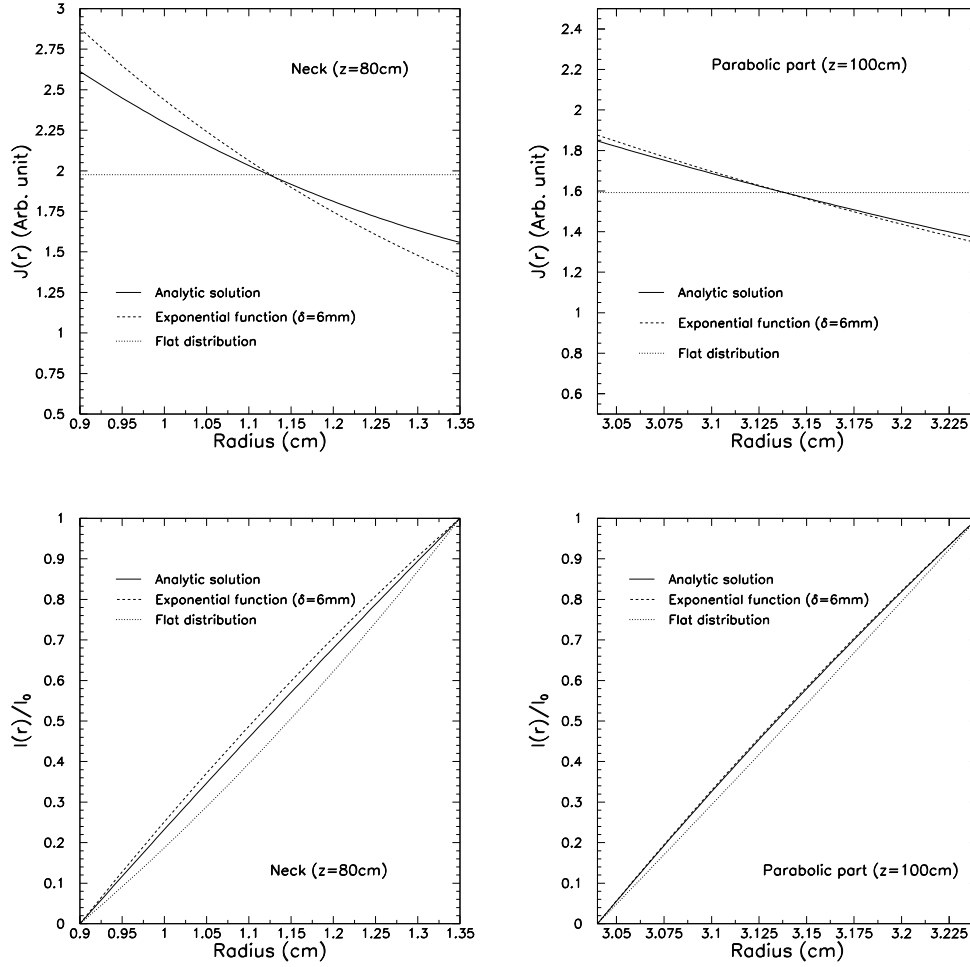 3
2.75
2.5
2.25
2
1.75
1.5
1.25
1
0.75
0.5
J(r) (Arb. unit)
Neck (z=80cm)
Analytic solution
Exponential function (δ=6mm)
Flat distribution
0.9 0.95 1 1.05 1.1 1.15 1.2 1.25 1.3 1.35
Radius (cm)
2.4
2.2
2
1.8
1.6
1.4
1.2
1
0.8
0.6
J(r) (Arb. unit)
Parabolic part (z=100cm)
Analytic solution
Exponential function (δ=6mm)
Flat distribution
3.05 3.075 3.1 3.125 3.15 3.175 3.2 3.225
Radius (cm)
1
0.9
0.8
0.7
0.6
0.5
0.4
0.3
0.2
0.1
0
I(r)/I₀
Analytic solution
Exponential function (δ=6mm)
Flat distribution
Neck (z=80cm)
0.9 0.95 1 1.05 1.1 1.15 1.2 1.25 1.3 1.35
Radius (cm)
1
0.9
0.8
0.7
0.6
0.5
0.4
0.3
0.2
0.1
0
I(r)/I₀
Analytic solution
Exponential function (δ=6mm)
Flat distribution
Parabolic part (z=100cm)
3.05 3.075 3.1 3.125 3.15 3.175 3.2 3.225
Radius (cm)